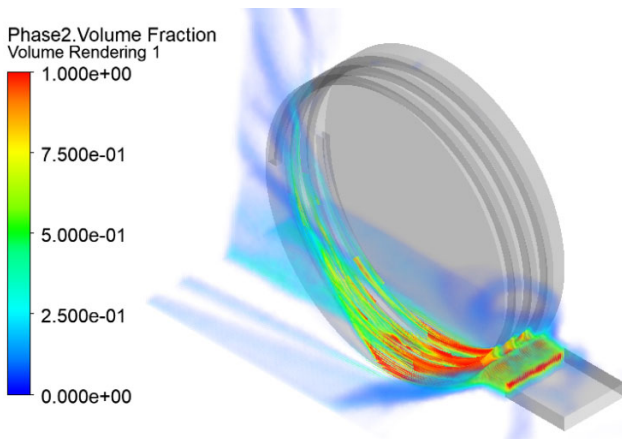 Phase2.Volume Fraction
Volume Rendering 1
1.000e+00
7.500e-01
5.000e-01
2.500e-01
0.000e+00